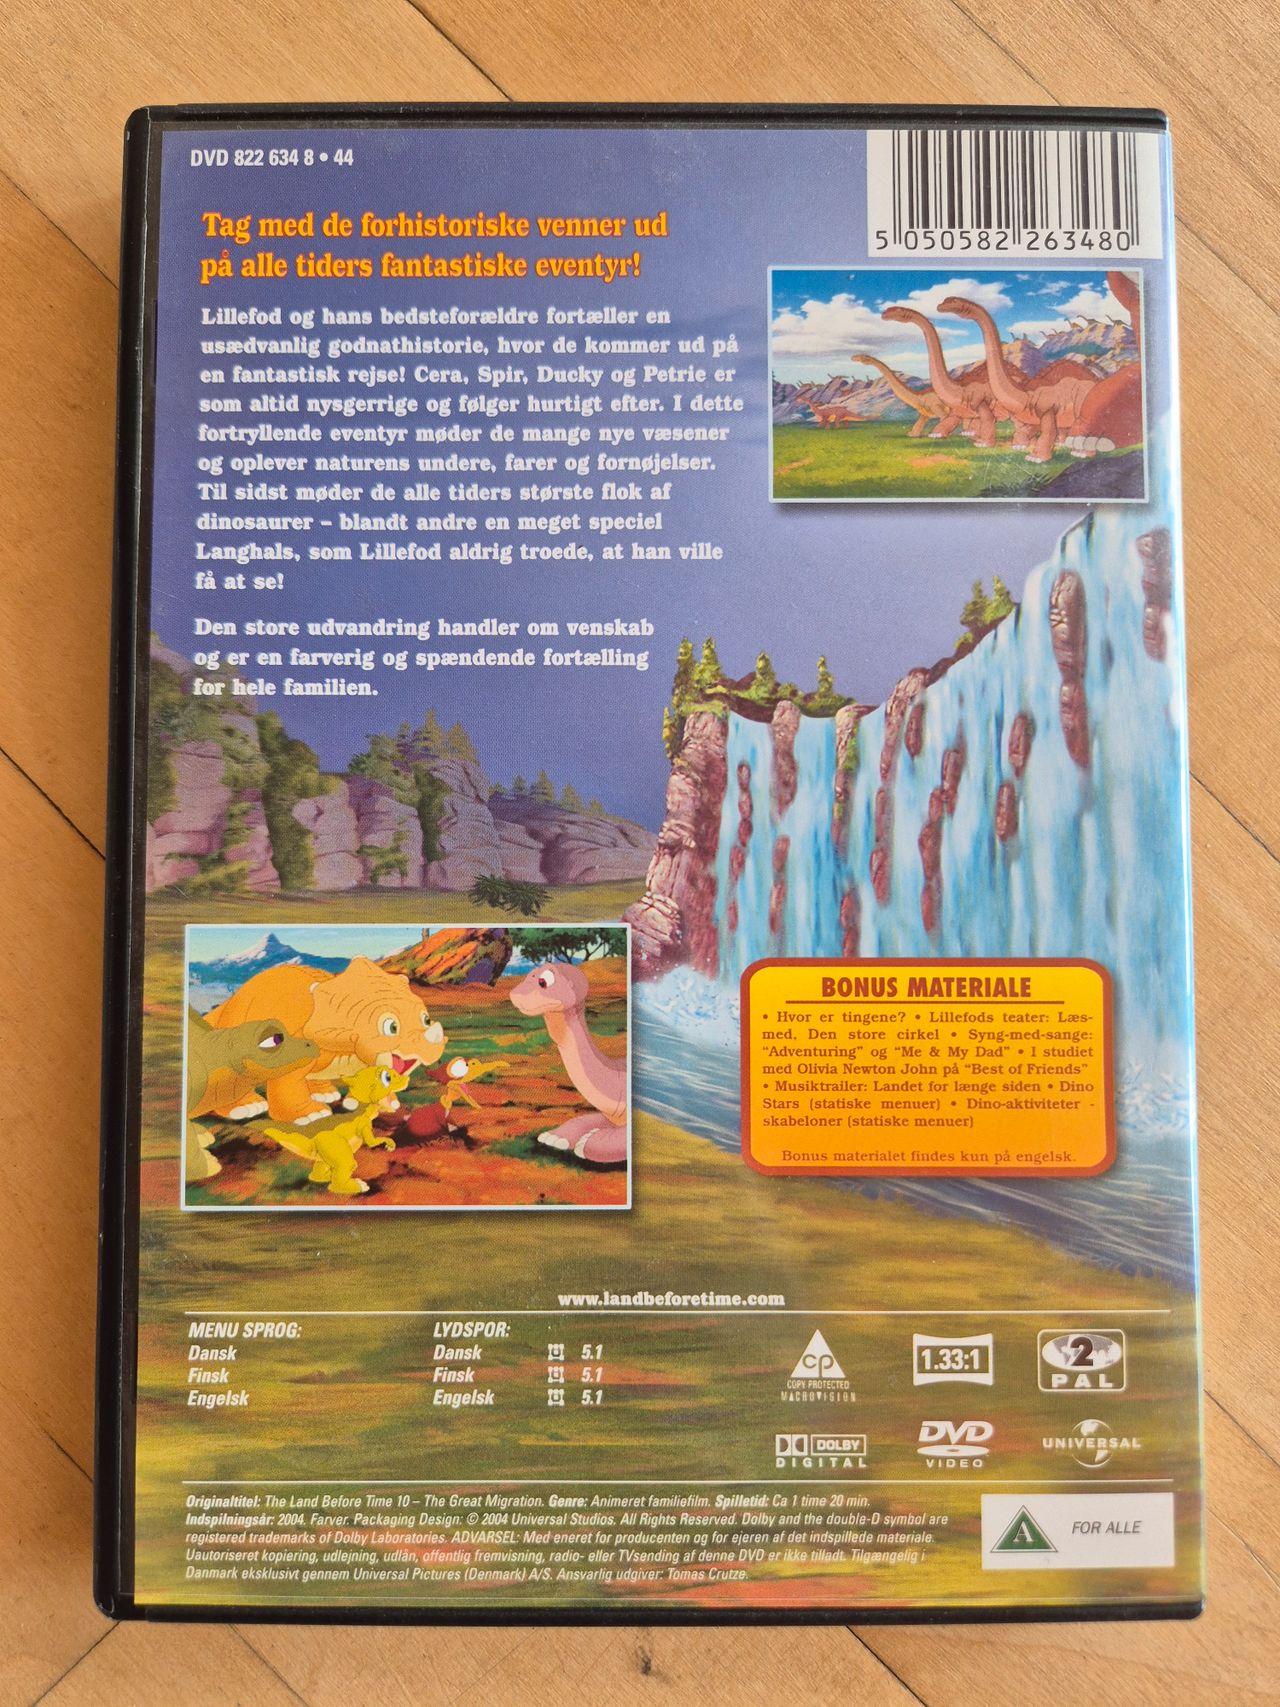 DVD 822 634 8 • 44
5 050582 263480
Tag med de forhistoriske venner ud
på alle tiders fantastiske eventyr!
Lillefod og hans bedsteforældre fortæller en
usædvanlig godnathistorie, hvor de kommer ud på
en fantastisk rejse! Cera, Spir, Ducky og Petrie er
som altid nysgerrige og følger hurtigt efter. I dette
fortryllende eventyr møder de mange nye væsener
og oplever naturens undere, farer og fornøjelser.
Til sidst møder de alle tiders største flok af
dinosaurer – blandt andre en meget speciel
Langhals, som Lillefod aldrig troede, at han ville
få at se!
Den store udvandring handler om venskab
og er en farverig og spændende fortælling
for hele familien.
BONUS MATERIALE
• Hvor er tingene? • Lillefods teater: Læs-
med, Den store cirkel • Syng-med-sange:
"Adventuring" og "Me & My Dad" • I studiet
med Olivia Newton John på "Best of Friends"
• Musiktrailer: Landet for længe siden • Dino
Stars (statiske menuer) • Dino-aktiviteter -
skabeloner (statiske menuer)
Bonus materialet findes kun på engelsk.
www.landbeforetime.com
MENU SPROG:
Dansk
Finsk
Engelsk
LYDSPOR:
Dansk 5.1
Finsk 5.1
Engelsk 5.1
cp
COPY PROTECTED
MACROVISION
1.33:1
2
PAL
DOLBY
DIGITAL
DVD
VIDEO
UNIVERSAL
Originaltitel: The Land Before Time 10 – The Great Migration. Genre: Animeret familiefilm. Spilletid: Ca 1 time 20 min.
Indspilningsår: 2004. Farver. Packaging Design: © 2004 Universal Studios. All Rights Reserved. Dolby and the double-D symbol are
registered trademarks of Dolby Laboratories. ADVARSEL: Med eneret for producenten og for ejeren af det indspillede materiale.
Uautoriseret kopiering, udlejning, udlån, offentlig fremvisning, radio- eller TVsending af denne DVD er ikke tilladt. Tilgængelig i
Danmark eksklusivt gennem Universal Pictures (Denmark) A/S. Ansvarlig udgiver: Tomas Crutze.
A
FOR ALLE